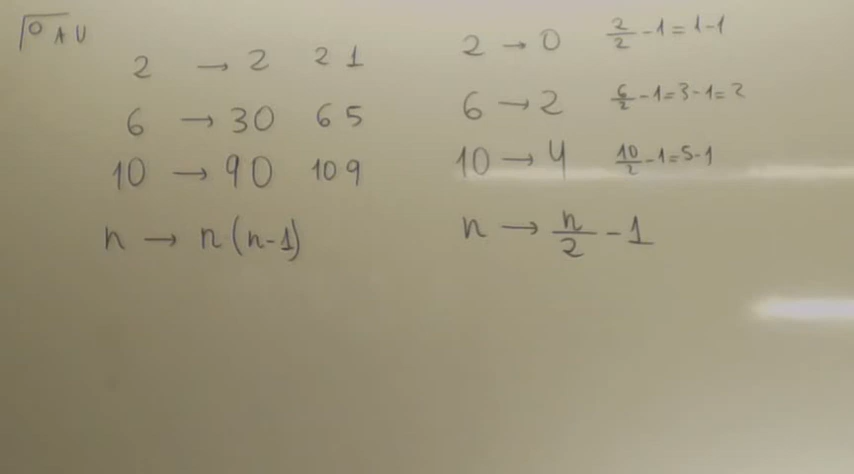 2 → 2 2 1
6 → 30 6 5
10 → 90 10 9
n → n(n-1)
2 → 0 2/2 - 1 = 1 - 1
6 → 2 6/2 - 1 = 3 - 1 = 2
10 → 4 10/2 - 1 = 5 - 1
n → n/2 - 1